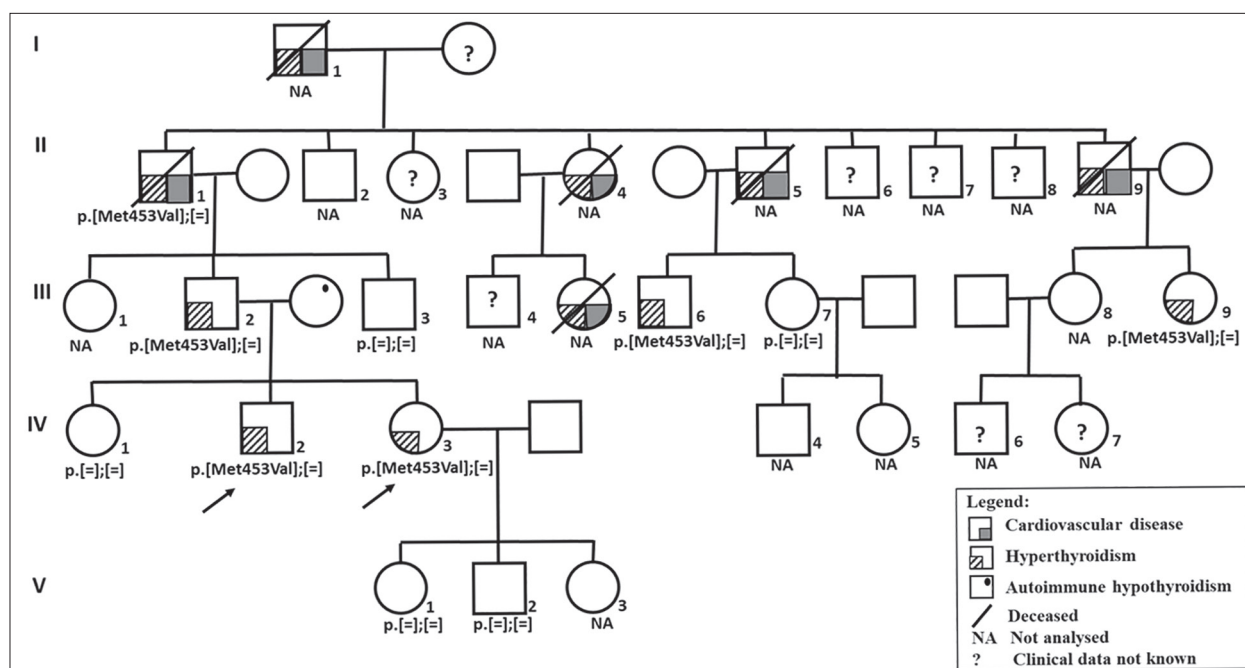 I
?
1
NA
II
1
2
?
3
4
5
?
6
?
7
?
8
9
p.[Met453Val];[=]
NA
NA
NA
NA
NA
NA
NA
NA
III
1
2
3
?
4
5
6
7
8
9
NA
p.[Met453Val];[=]
p.[=];[=]
NA
NA
p.[Met453Val];[=]
p.[=];[=]
NA
p.[Met453Val];[=]
IV
1
2
3
4
5
?
6
?
7
p.[=];[=]
p.[Met453Val];[=]
p.[Met453Val];[=]
NA
NA
NA
NA
V
1
2
3
p.[=];[=]
p.[=];[=]
NA
Legend:
Cardiovascular disease
Hyperthyroidism
Autoimmune hypothyroidism
Deceased
NA Not analysed
? Clinical data not known